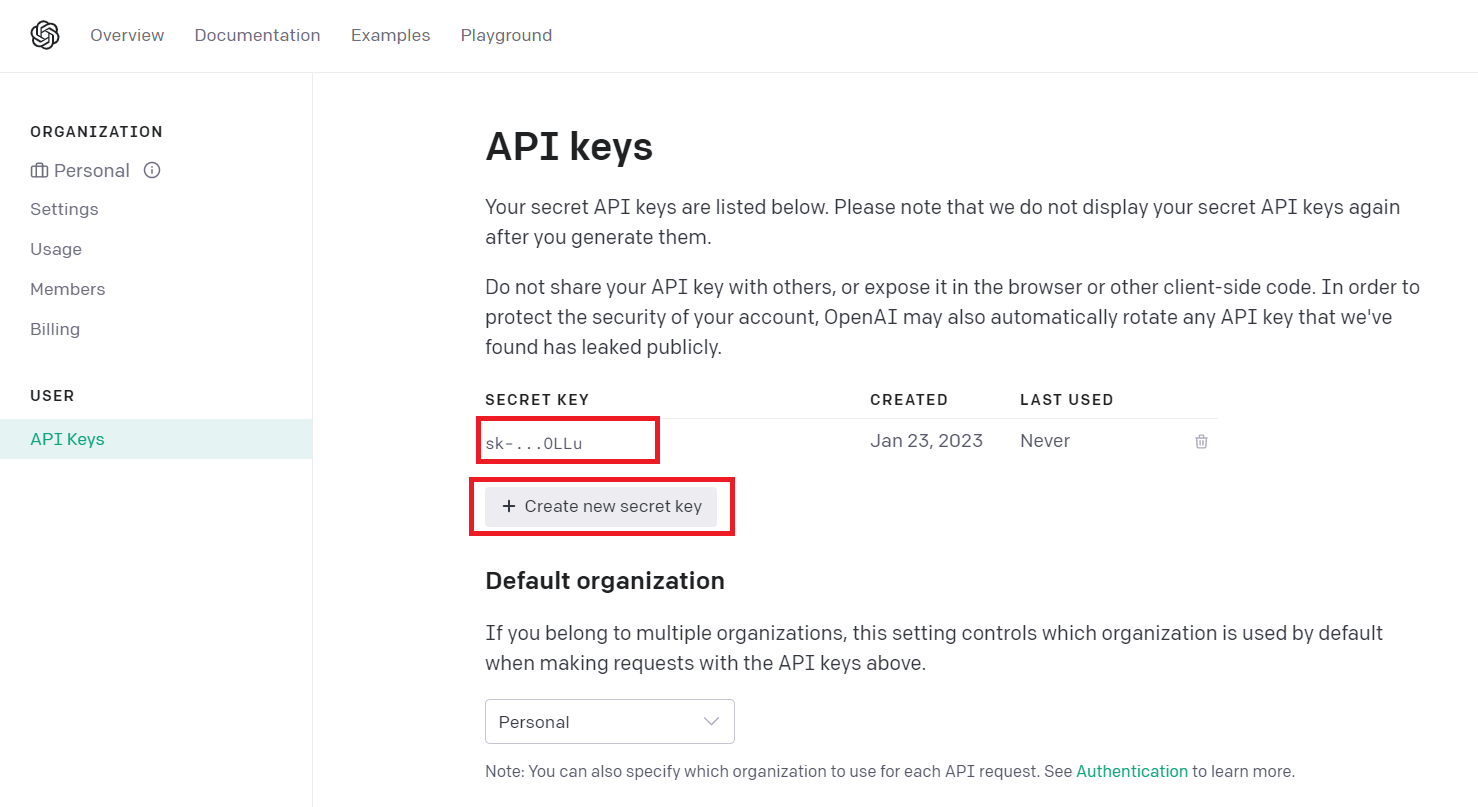 Overview Documentation Examples Playground
ORGANIZATION
Personal
Settings
Usage
Members
Billing
USER
API Keys
API keys
Your secret API keys are listed below. Please note that we do not display your secret API keys again
after you generate them.
Do not share your API key with others, or expose it in the browser or other client-side code. In order to
protect the security of your account, OpenAI may also automatically rotate any API key that we've
found has leaked publicly.
SECRET KEY CREATED LAST USED
sk-...OLLu Jan 23, 2023 Never
+ Create new secret key
Default organization
If you belong to multiple organizations, this setting controls which organization is used by default
when making requests with the API keys above.
Personal
Note: You can also specify which organization to use for each API request. See Authentication to learn more.